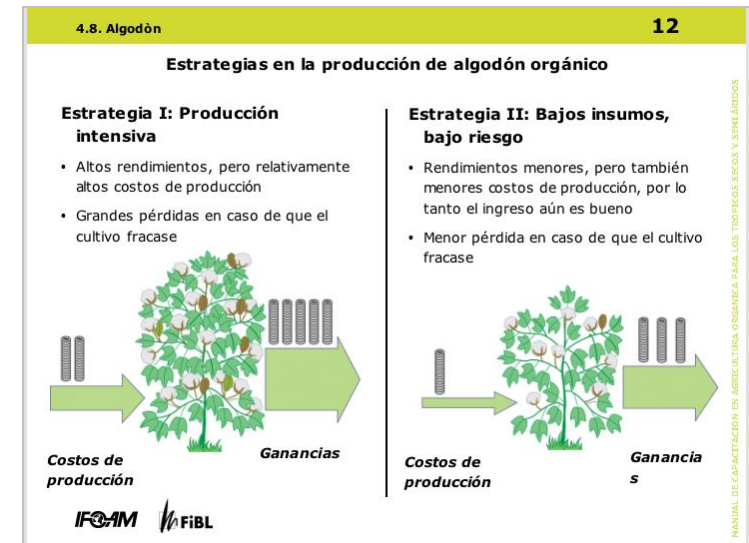 4.8. Algodòn
12
Estrategias en la producción de algodón orgánico
Estrategia I: Producción
intensiva
• Altos rendimientos, pero relativamente
altos costos de producción
• Grandes pérdidas en caso de que el
cultivo fracase
Costos de
producción
Ganancias
Estrategia II: Bajos insumos,
bajo riesgo
• Rendimientos menores, pero también
menores costos de producción, por lo
tanto el ingreso aún es bueno
• Menor pérdida en caso de que el cultivo
fracase
Costos de
producción
Ganancia
s
IFOAM
FiBL
MANUAL DE CAPACITACION EN AGRICULTURA ORGANICA PARA LOS TROPICOS SECOS Y SEMIÁRIDOS